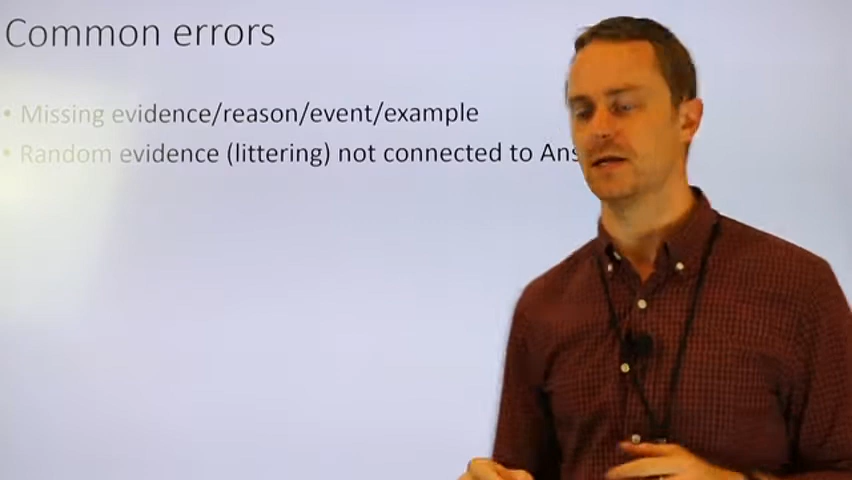 Common errors
• Missing evidence/reason/event/example
• Random evidence (littering) not connected to Ans